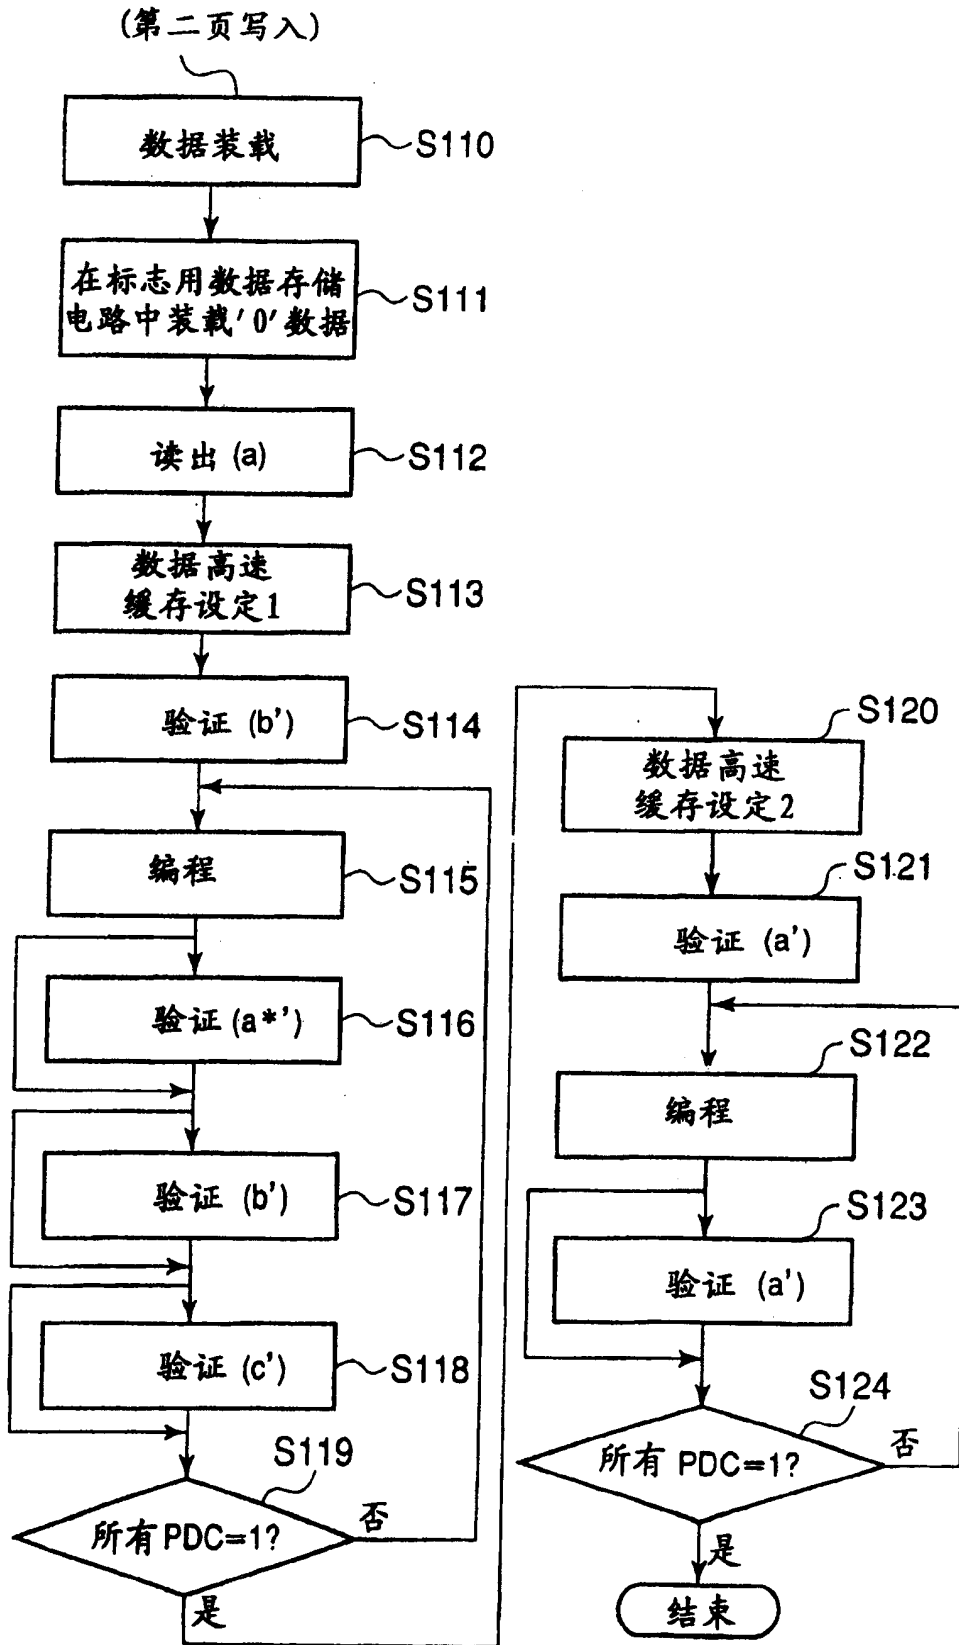 (第二页写入)
数据装载
S110
在标志用数据存储
电路中装载'0'数据
S111
读出 (a)
S112
数据高速
缓存设定1
S113
验证 (b')
S114
编程
S115
验证 (a*')
S116
验证 (b')
S117
验证 (c')
S118
S119
所有PDC=1?
否
是
S120
数据高速
缓存设定2
S121
验证 (a')
S122
编程
S123
验证 (a')
S124
所有 PDC=1?
否
是
结束